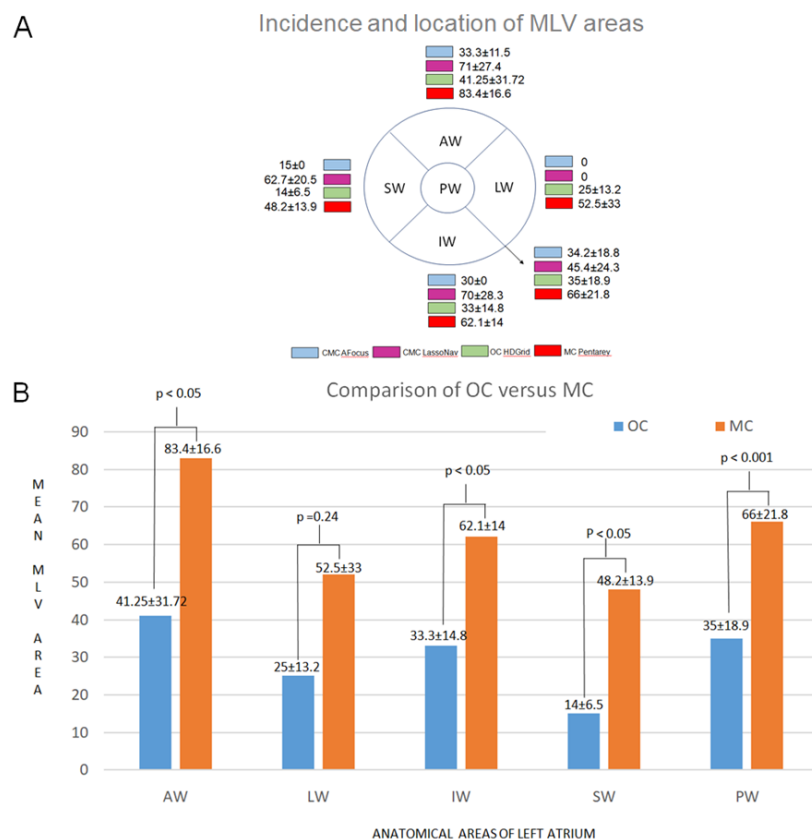 A
Incidence and location of MLV areas
33.3±11.5
71±27.4
41.25±31.72
83.4±16.6
AW
15±0
62.7±20.5
14±6.5
48.2±13.9
SW
PW
LW
0
0
25±13.2
52.5±33
IW
34.2±18.8
45.4±24.3
35±18.9
66±21.8
30±0
70±28.3
33±14.8
62.1±14
CMC AFocus CMC LassoNav OC HDGrid MC Pentarey
B
Comparison of OC versus MC
OC MC
MEAN MLV AREA
90
80
70
60
50
40
30
20
10
0
p < 0.05
83.4±16.6
41.25±31.72
p =0.24
52.5±33
25±13.2
p < 0.05
62.1±14
33.3±14.8
P < 0.05
48.2±13.9
14±6.5
p < 0.001
66±21.8
35±18.9
AW LW IW SW PW
ANATOMICAL AREAS OF LEFT ATRIUM